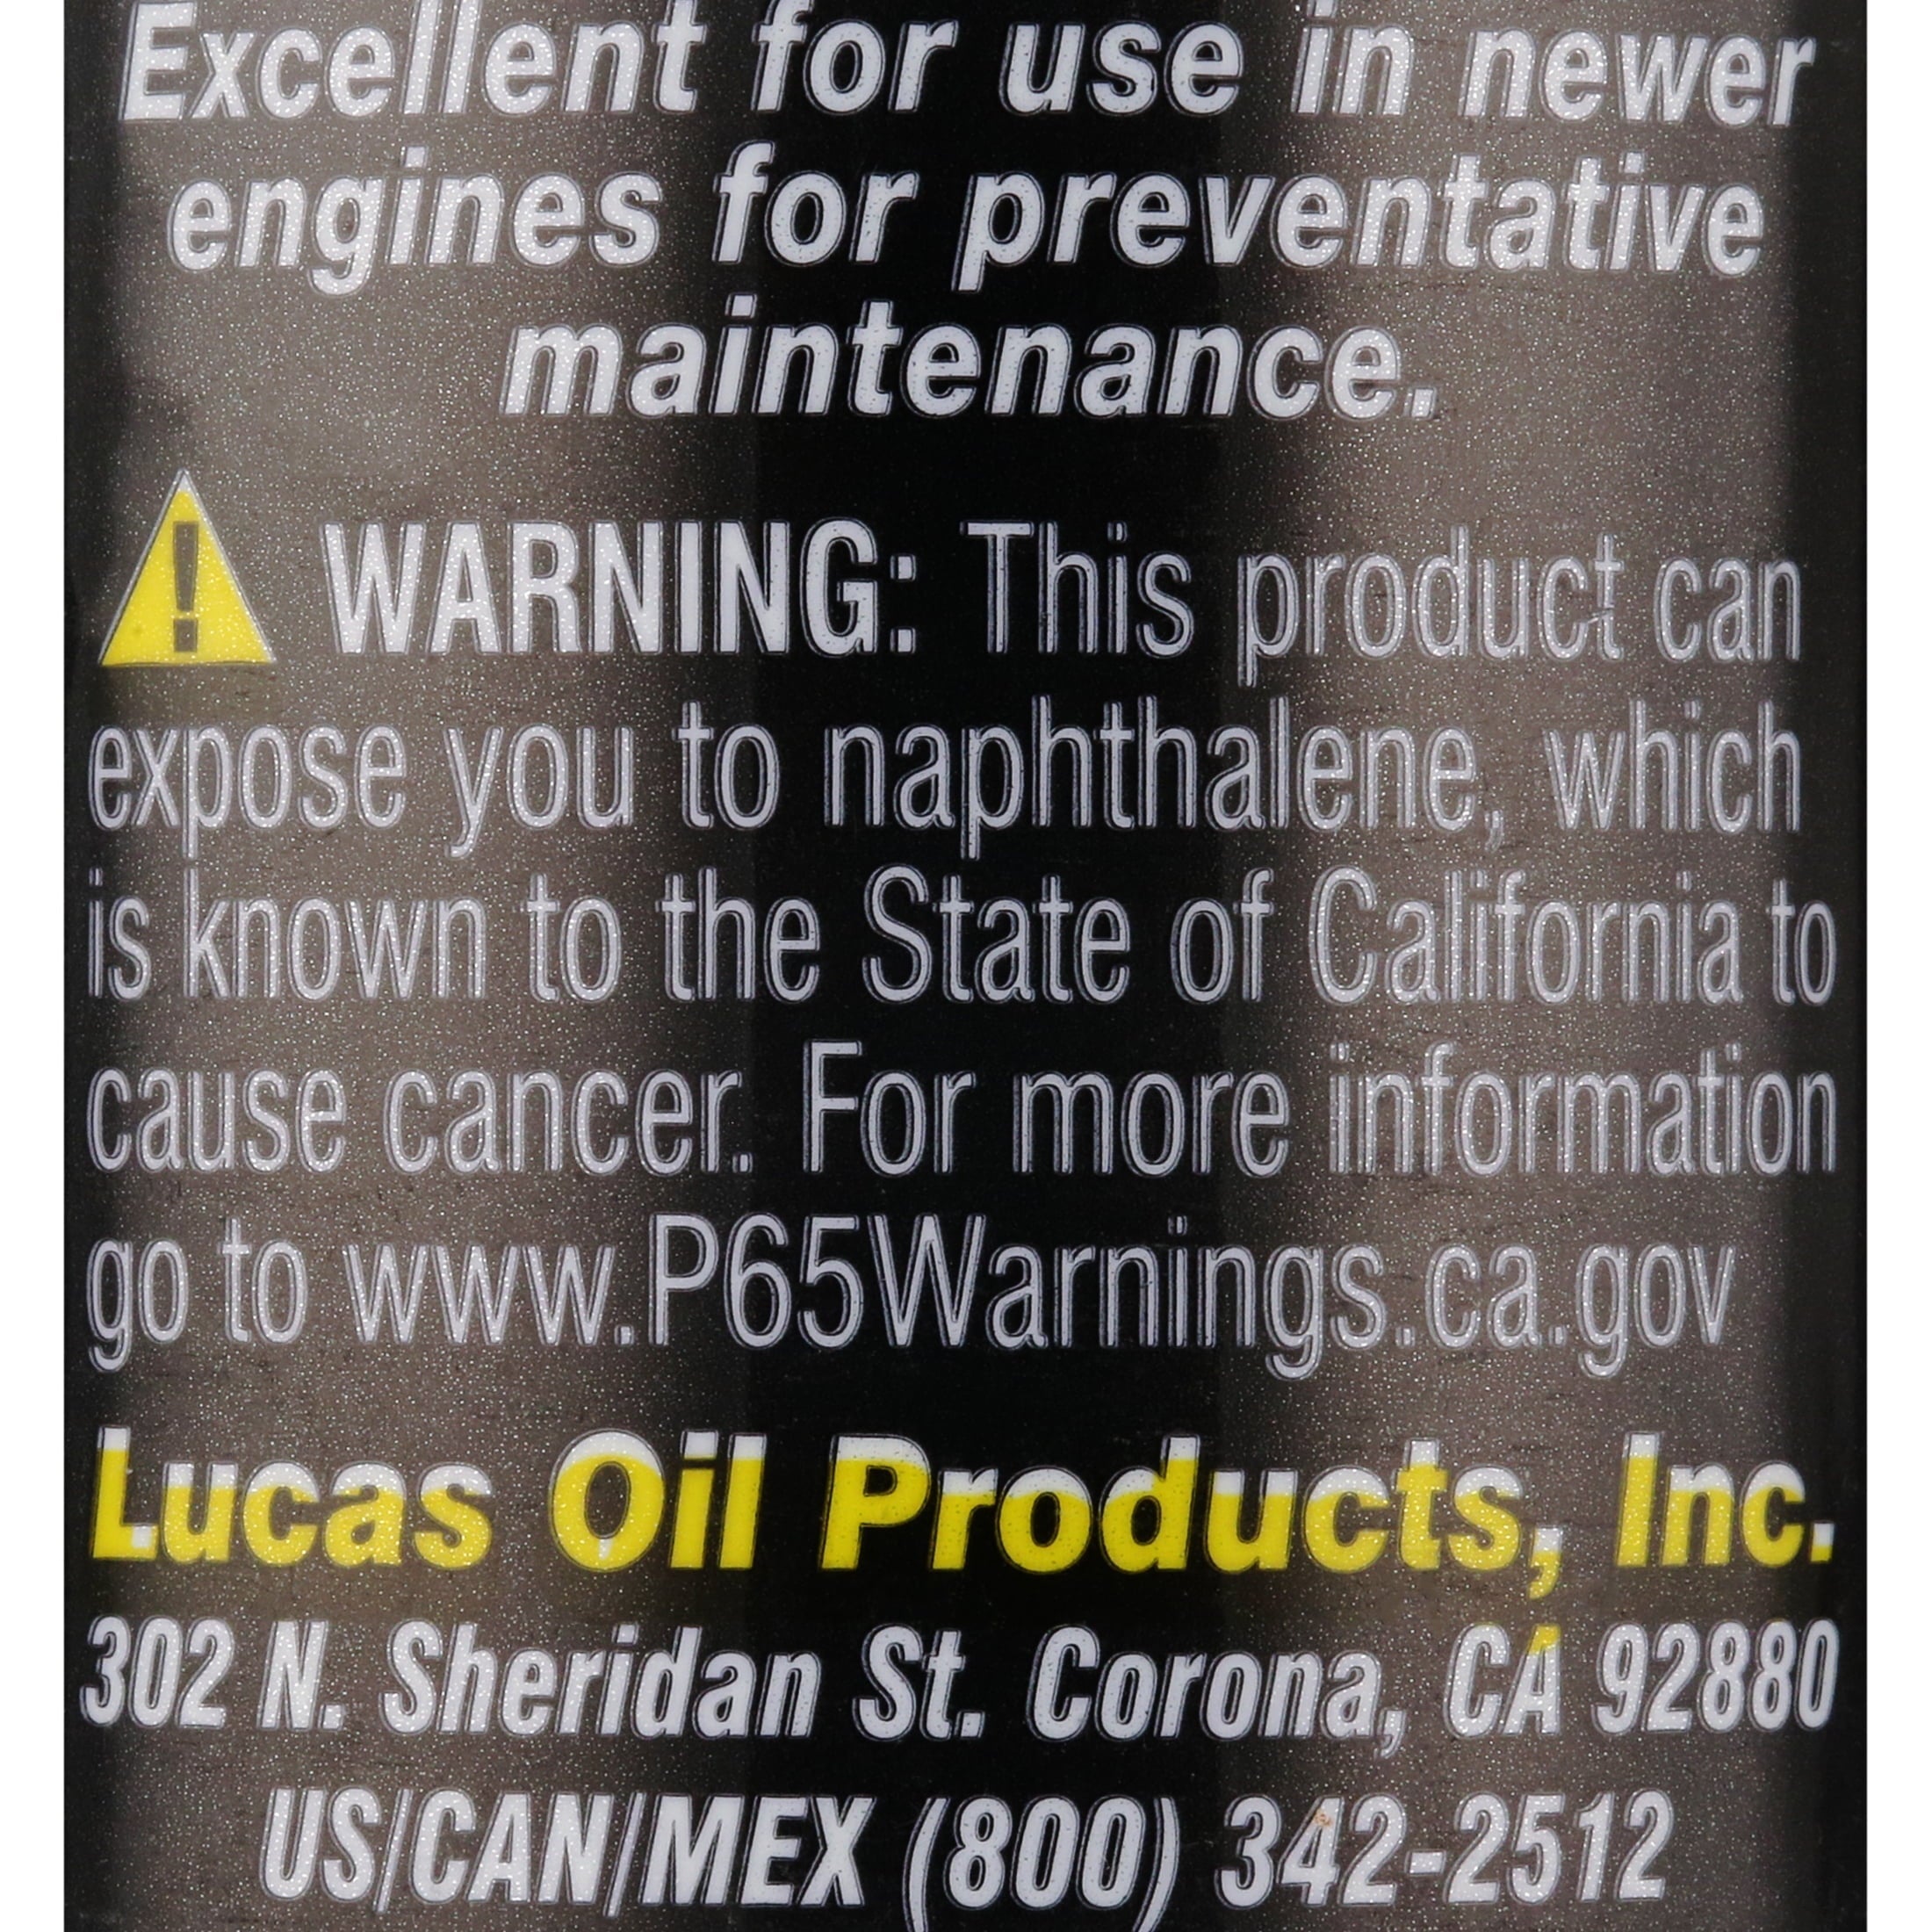 Excellent for use in newer
engines for preventative
maintenance.
! WARNING: This product can
expose you to naphthalene, which
is known to the State of California to
cause cancer. For more information
go to www.P65Warnings.ca.gov
Lucas Oil Products, Inc.
302 N. Sheridan St. Corona, CA 92880
US/CAN/MEX (800) 342-2512